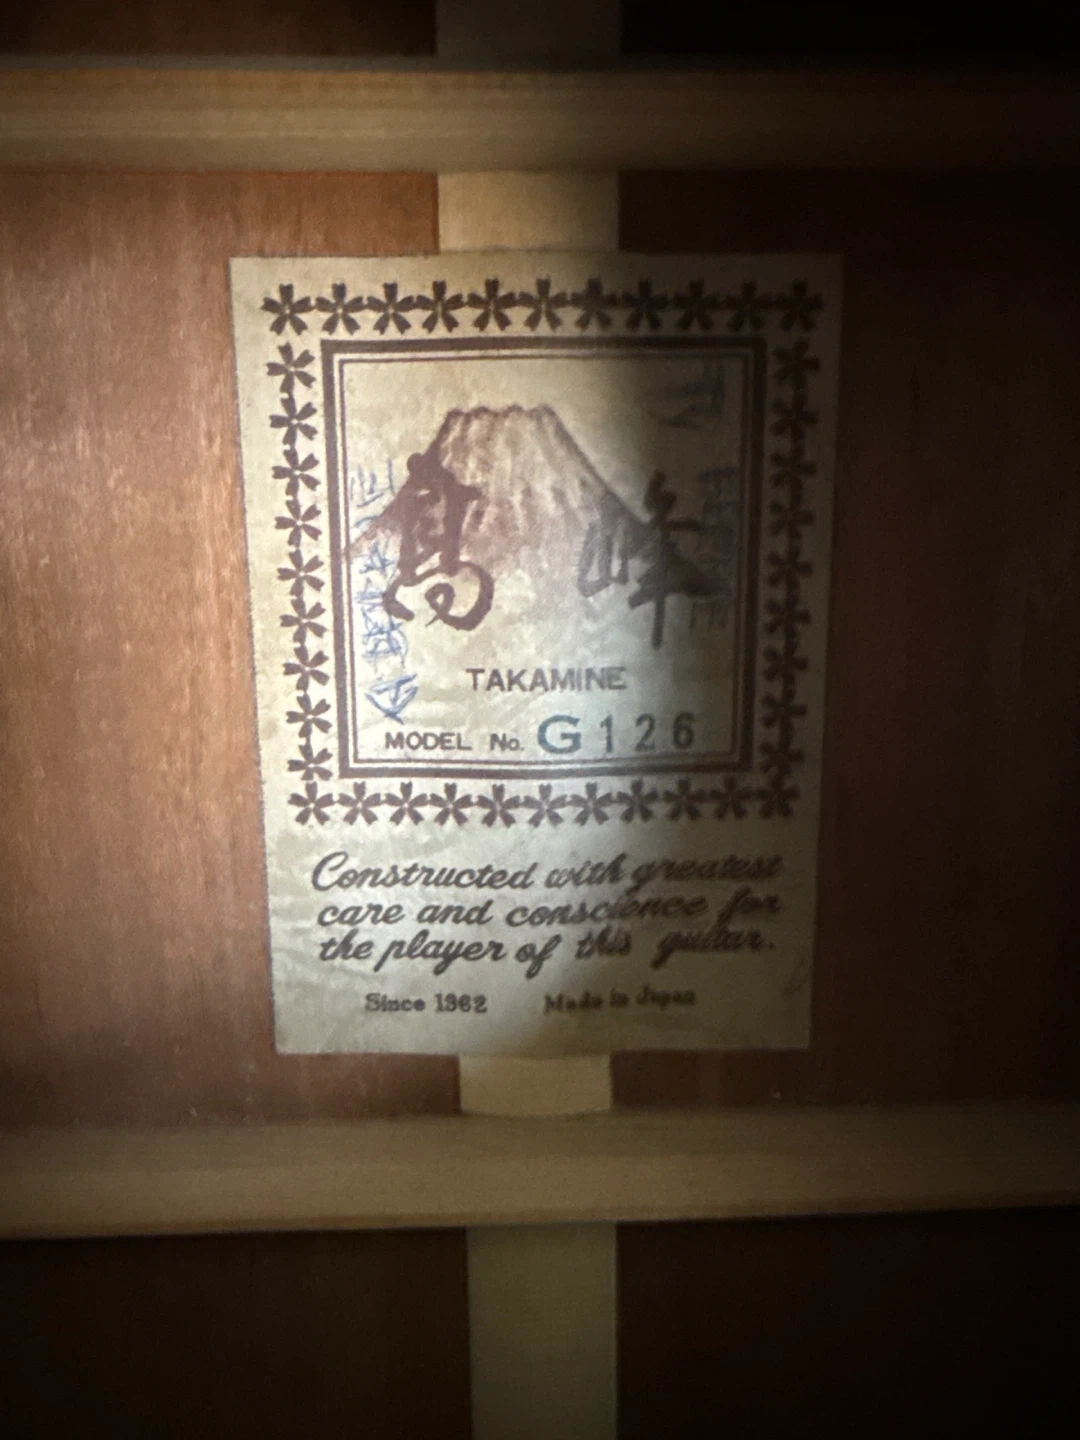 高峰
TAKAMINE
MODEL No. G126
Constructed with greatest
care and conscience for
the player of this guitar.
Since 1962 Made in Japan